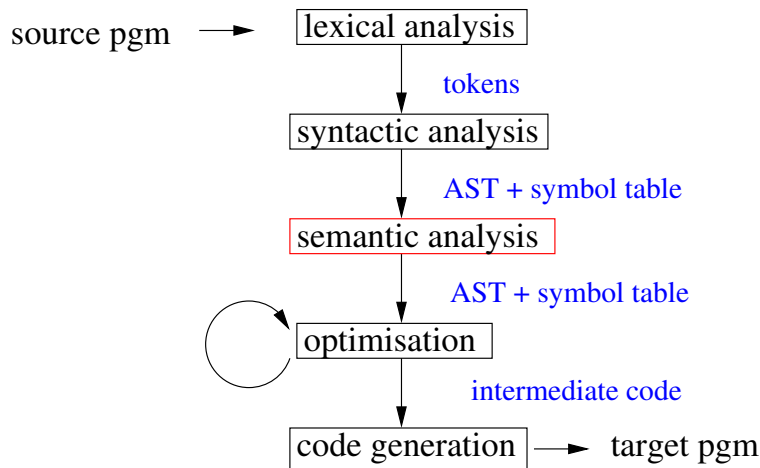 source pgm
lexical analysis
tokens
syntactic analysis
AST + symbol table
semantic analysis
AST + symbol table
optimisation
intermediate code
code generation
target pgm